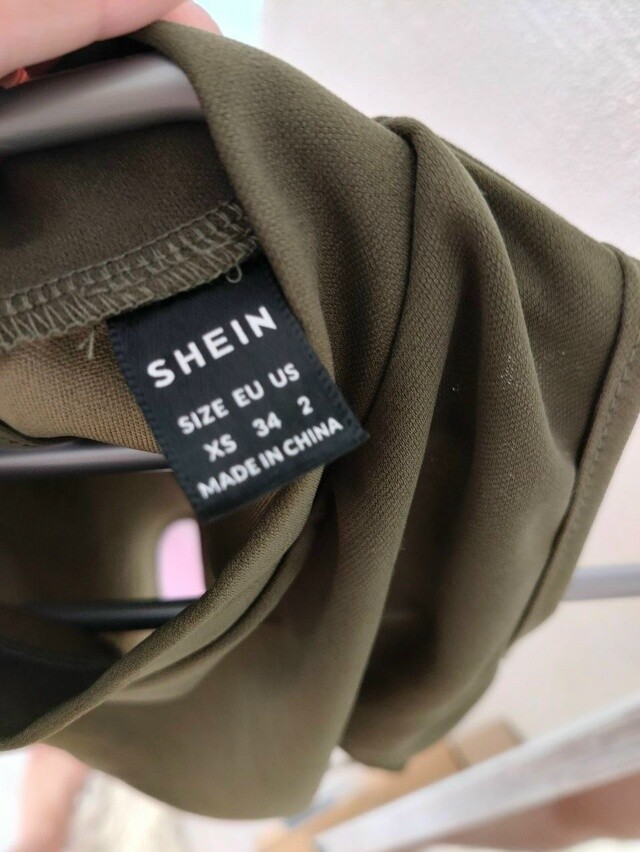 SHEIN
SIZE EU US
XS 34 2
MADE IN CHINA